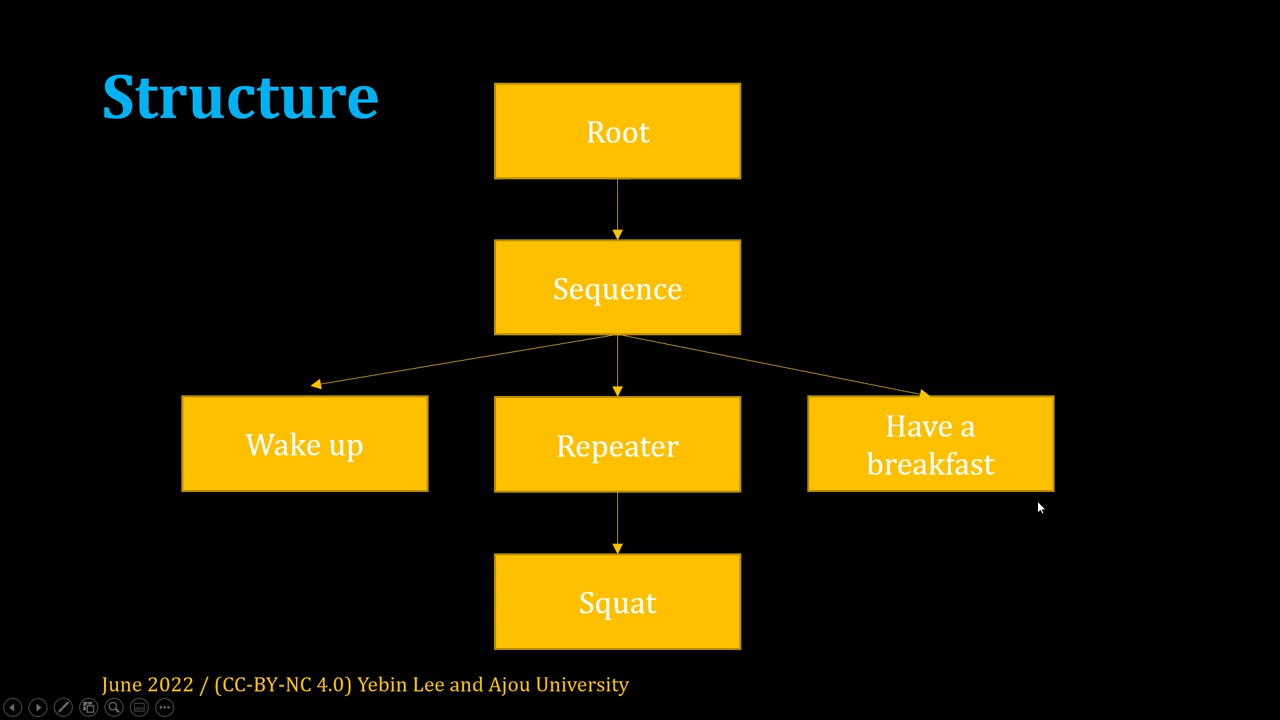 Structure
Root
Sequence
Wake up
Repeater
Have a
breakfast
Squat
June 2022 / (CC-BY-NC 4.0) Yebin Lee and Ajou University